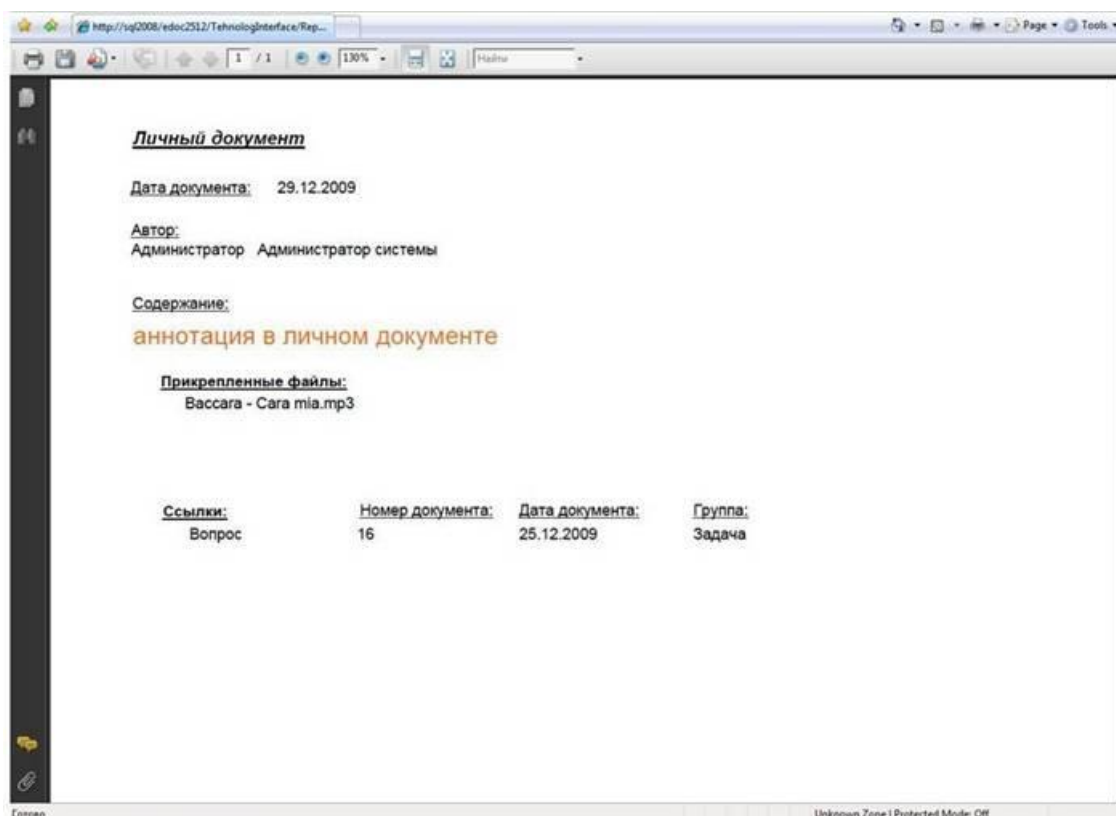 http://sql2008/edoc2512/TehnologInterface/Rep...
Page Tools
1 / 1 130% Найти
Личный документ
Дата документа: 29.12.2009
Автор:
Администратор Администратор системы
Содержание:
аннотация в личном документе
Прикрепленные файлы:
Baccara - Cara mia.mp3
Ссылки: Номер документа: Дата документа: Группа:
Вопрос 16 25.12.2009 Задача
Готово Unknown Zone | Protected Mode: Off